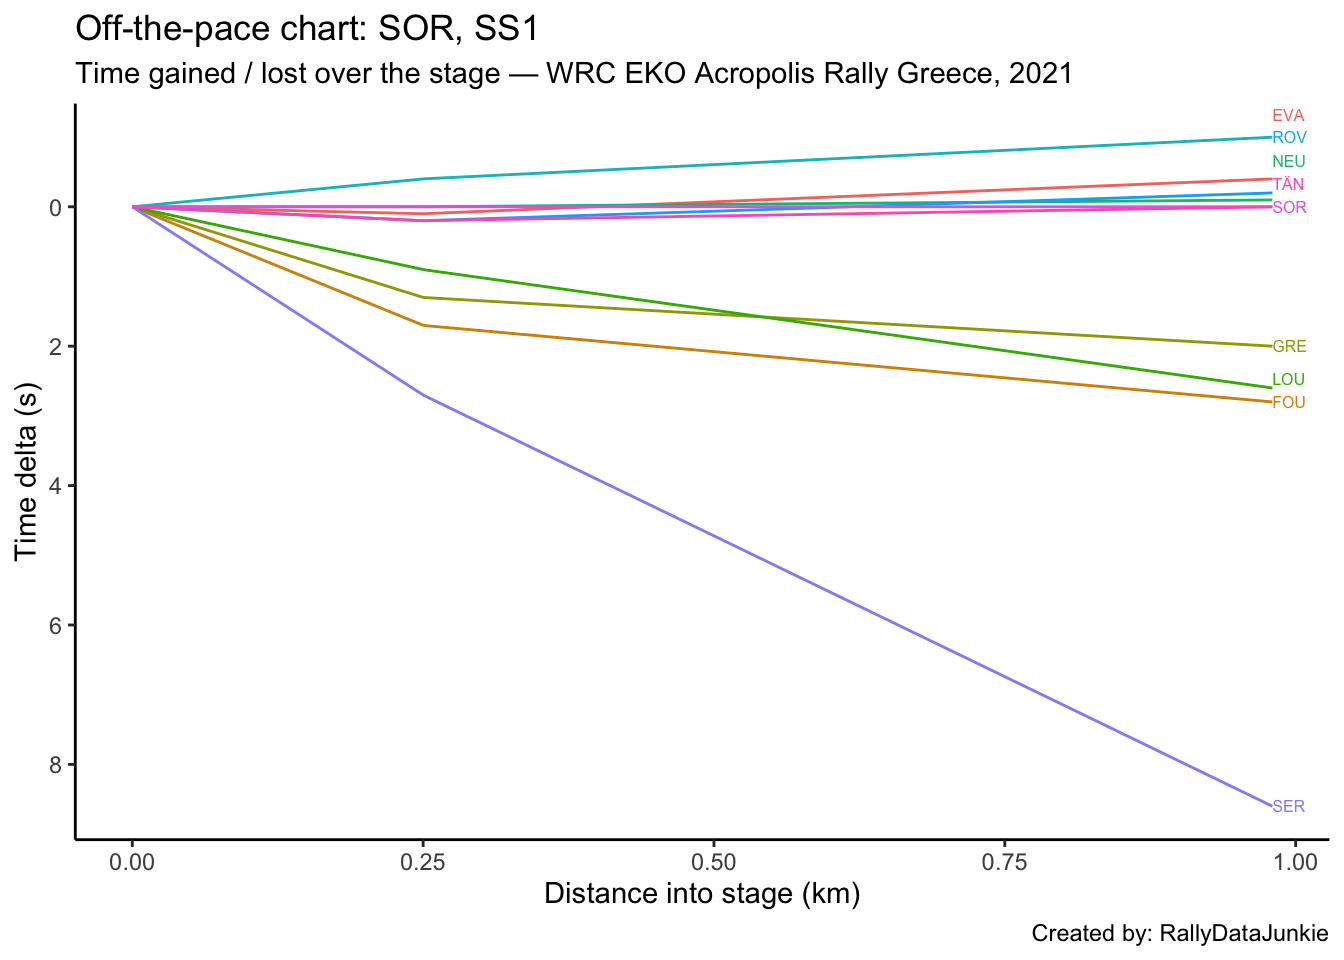 Off-the-pace chart: SOR, SS1
Time gained / lost over the stage — WRC EKO Acropolis Rally Greece, 2021
EVA
ROV
NEU
TÄN
SOR
GRE
LOU
FOU
SER
Time delta (s)
0
2
4
6
8
0.00 0.25 0.50 0.75 1.00
Distance into stage (km)
Created by: RallyDataJunkie